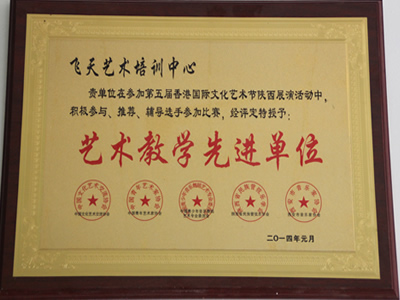 飞天艺术培训中心
贵单位在参加第五届香港国际文化艺术节陕西展演活动中，
积极参与、推荐、辅导选手参加比赛，经评定特授予：
艺术教学先进单位
二〇一四年元月